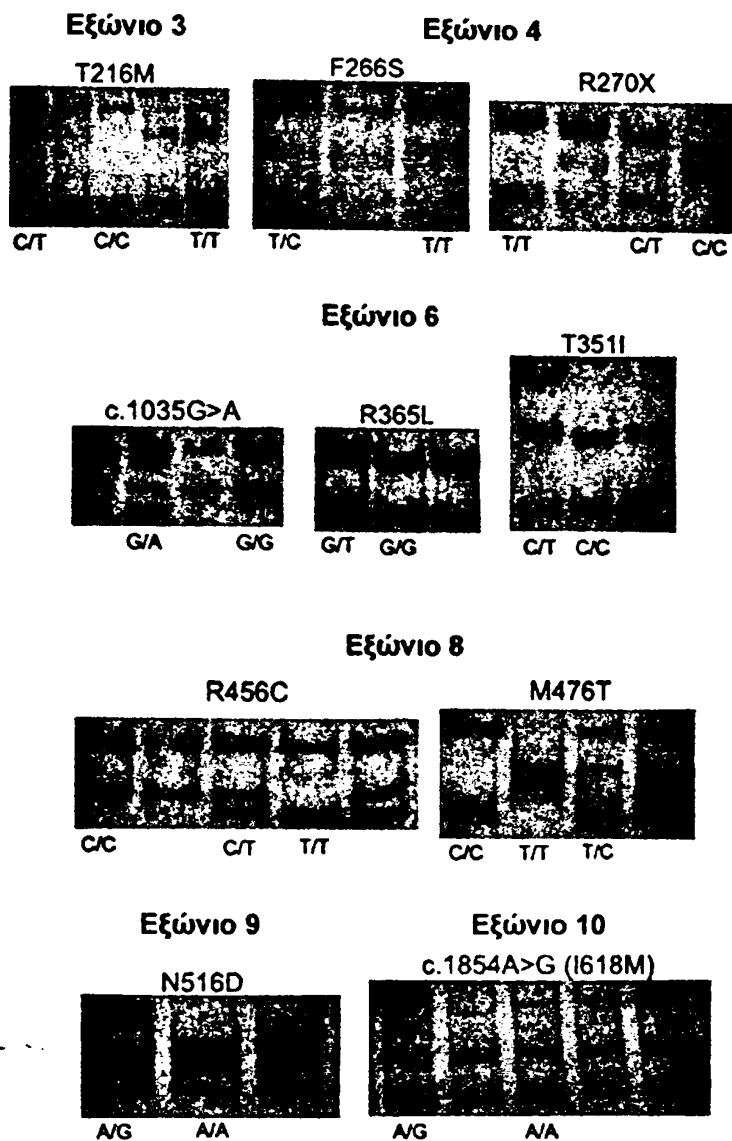 Εξώνιο 3 Εξώνιο 4
T216M F266S R270X
C/T C/C T/T T/C T/T T/T C/T C/C
Εξώνιο 6
T351I
c.1035G>A R365L
G/A G/G G/T G/G C/T C/C
Εξώνιο 8
R456C M476T
C/C C/T T/T C/C T/T T/C
Εξώνιο 9 Εξώνιο 10
N516D c.1854A>G (I618M)
A/G A/A A/G A/A